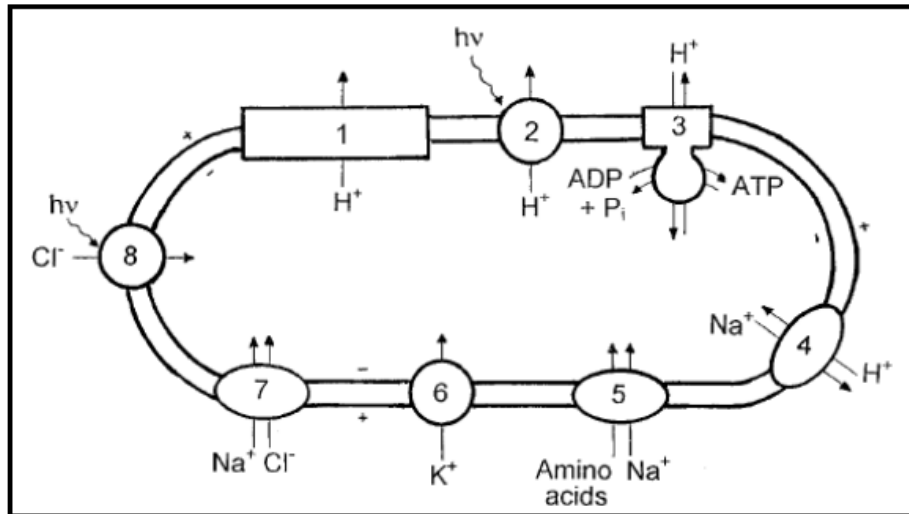 hν
H⁺
1
2
3
H⁺
H⁺
ADP
+ Pᵢ
ATP
+
-
hν
Cl⁻
8
+
-
Na⁺
4
H⁺
7
-
+
6
5
Na⁺ Cl⁻
K⁺
Amino Na⁺
acids